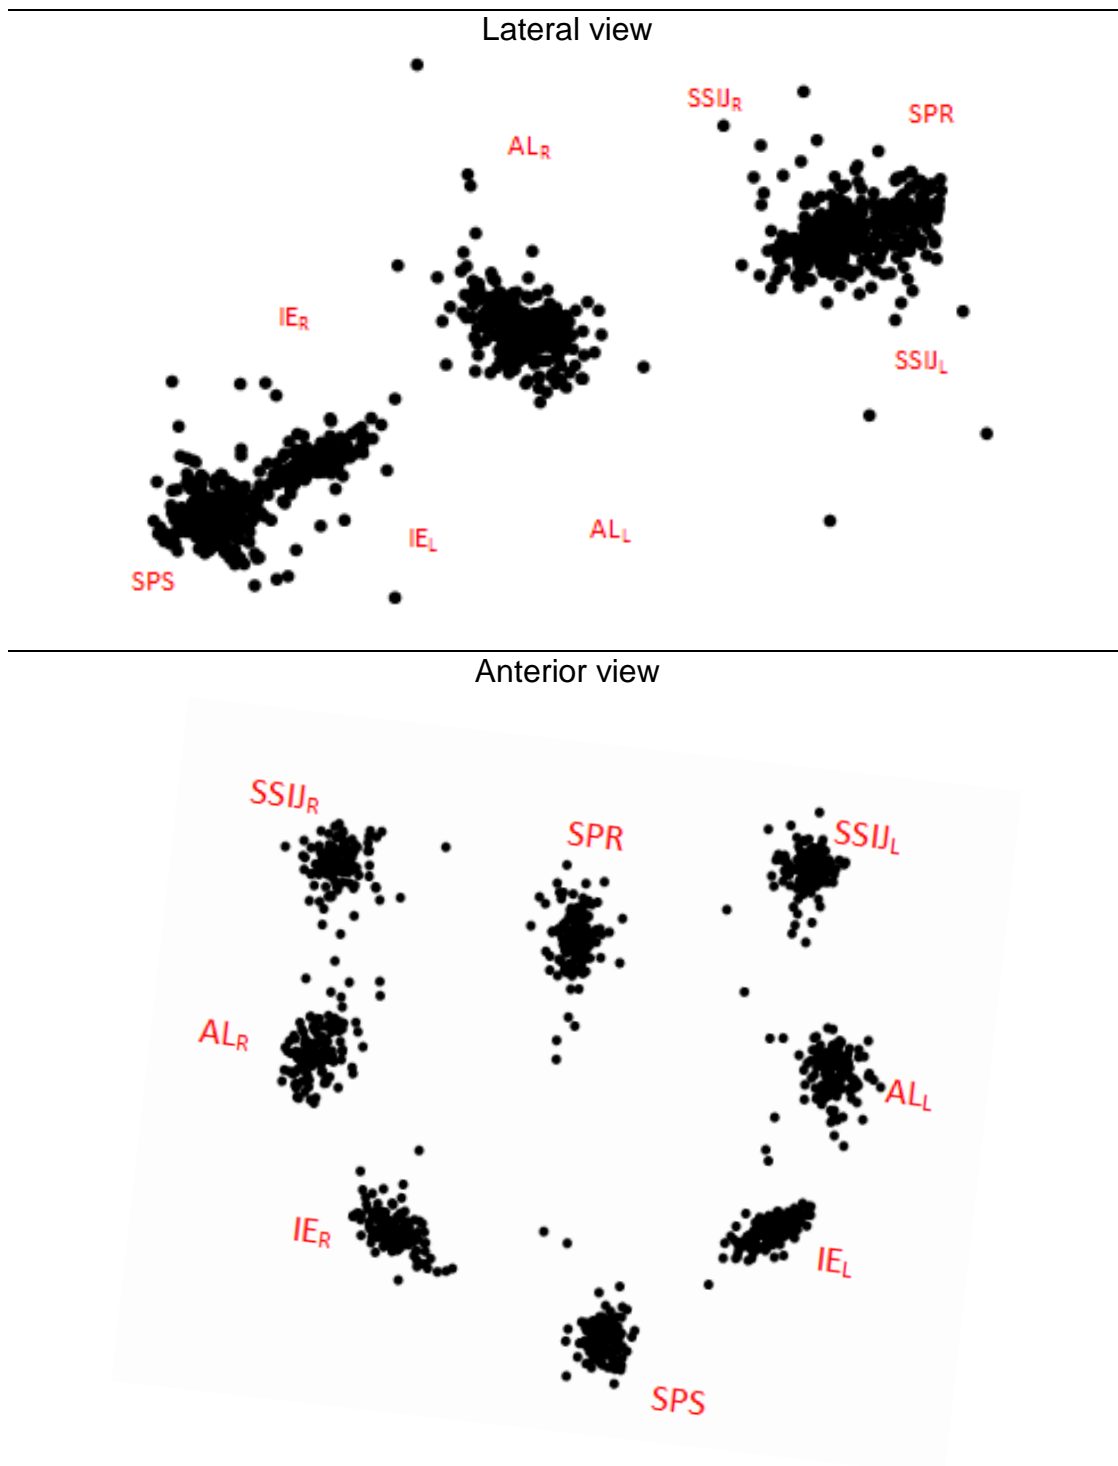 Lateral view
SSIJR
SPR
ALR
IER
SSIJL
ALL
IEL
SPS
Anterior view
SSIJR
SPR
SSIJL
ALR
ALL
IER
IEL
SPS